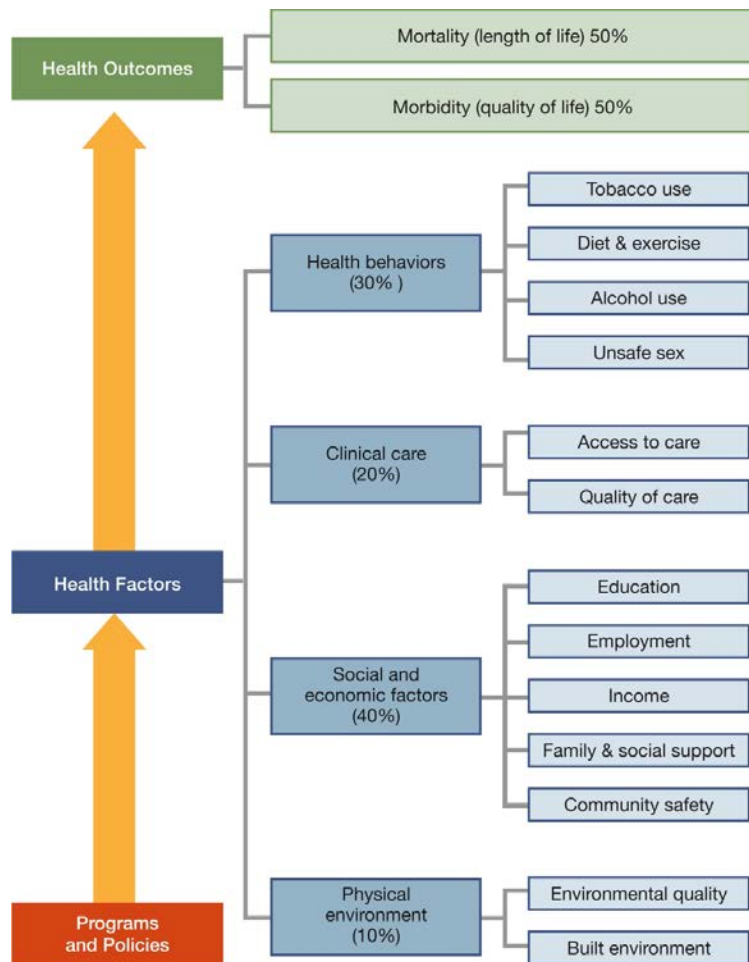 Mortality (length of life) 50%
Health Outcomes
Morbidity (quality of life) 50%
Tobacco use
Health behaviors
(30% )
Diet & exercise
Alcohol use
Unsafe sex
Clinical care
(20%)
Access to care
Quality of care
Health Factors
Education
Employment
Social and
economic factors
(40%)
Income
Family & social support
Community safety
Programs
and Policies
Physical
environment
(10%)
Environmental quality
Built environment